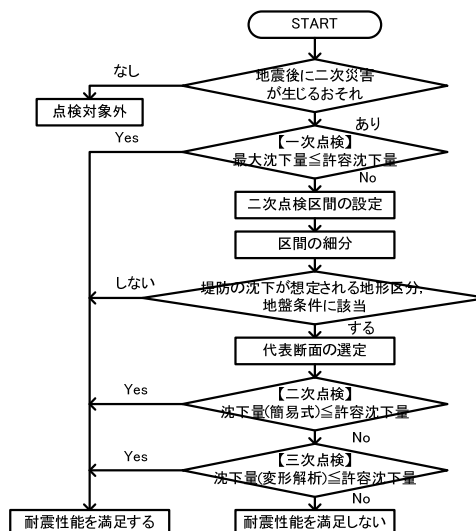 START
地震後に二次災害
が生じるおそれ
なし
点検対象外
あり
【一次点検】
最大沈下量≦許容沈下量
Yes
No
二次点検区間の設定
区間の細分
堤防の沈下が想定される地形区分,
地盤条件に該当
しない
する
代表断面の選定
【二次点検】
沈下量(簡易式)≦許容沈下量
Yes
No
【三次点検】
沈下量(変形解析)≦許容沈下量
Yes
No
耐震性能を満足する
耐震性能を満足しない